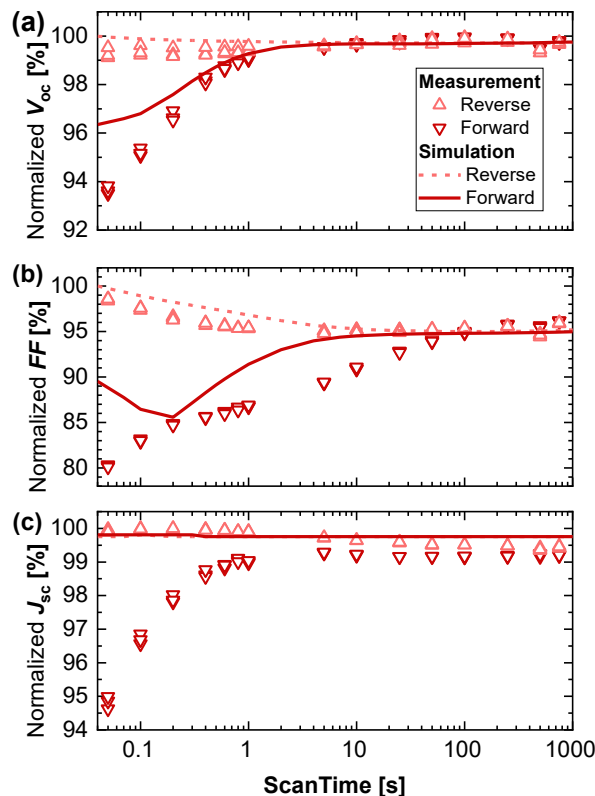 (a)
Normalized Voc [%]
100
98
96
94
92
Measurement
Reverse
Forward
Simulation
Reverse
Forward
(b)
Normalized FF [%]
100
95
90
85
80
(c)
Normalized Jsc [%]
100
99
98
97
96
95
94
0.1 1 10 100 1000
ScanTime [s]